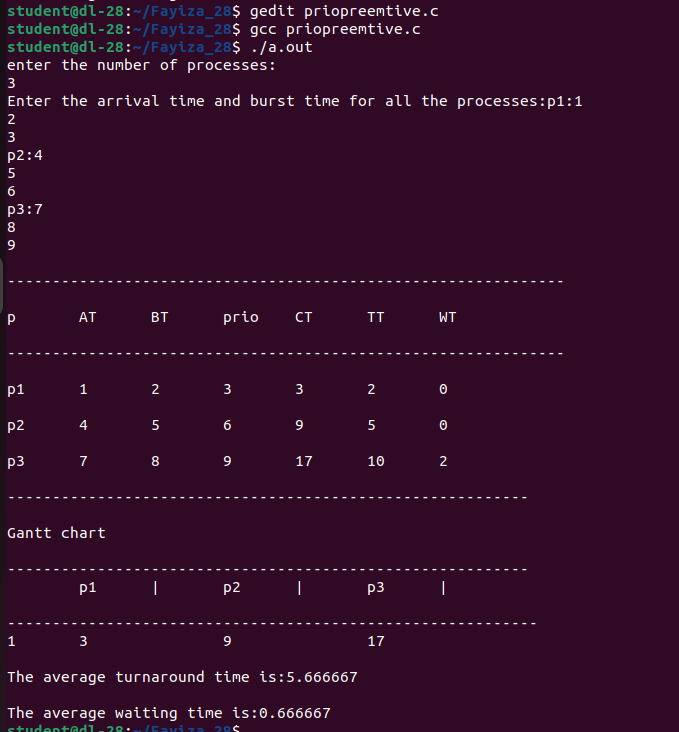 student@dl-28:~/Fayiza_28$ gedit priopreemtive.c
student@dl-28:~/Fayiza_28$ gcc priopreemtive.c
student@dl-28:~/Fayiza_28$ ./a.out
enter the number of processes:
3
Enter the arrival time and burst time for all the processes:p1:1
2
3
p2:4
5
6
p3:7
8
9
--------------------------------------------------------------
p AT BT prio CT TT WT
--------------------------------------------------------------
p1 1 2 3 3 2 0
p2 4 5 6 9 5 0
p3 7 8 9 17 10 2
----------------------------------------------------------
Gantt chart
----------------------------------------------------------
p1 | p2 | p3 |
-----------------------------------------------------------
1 3 9 17
The average turnaround time is:5.666667
The average waiting time is:0.666667
student@dl-28:~/Fayiza_28$